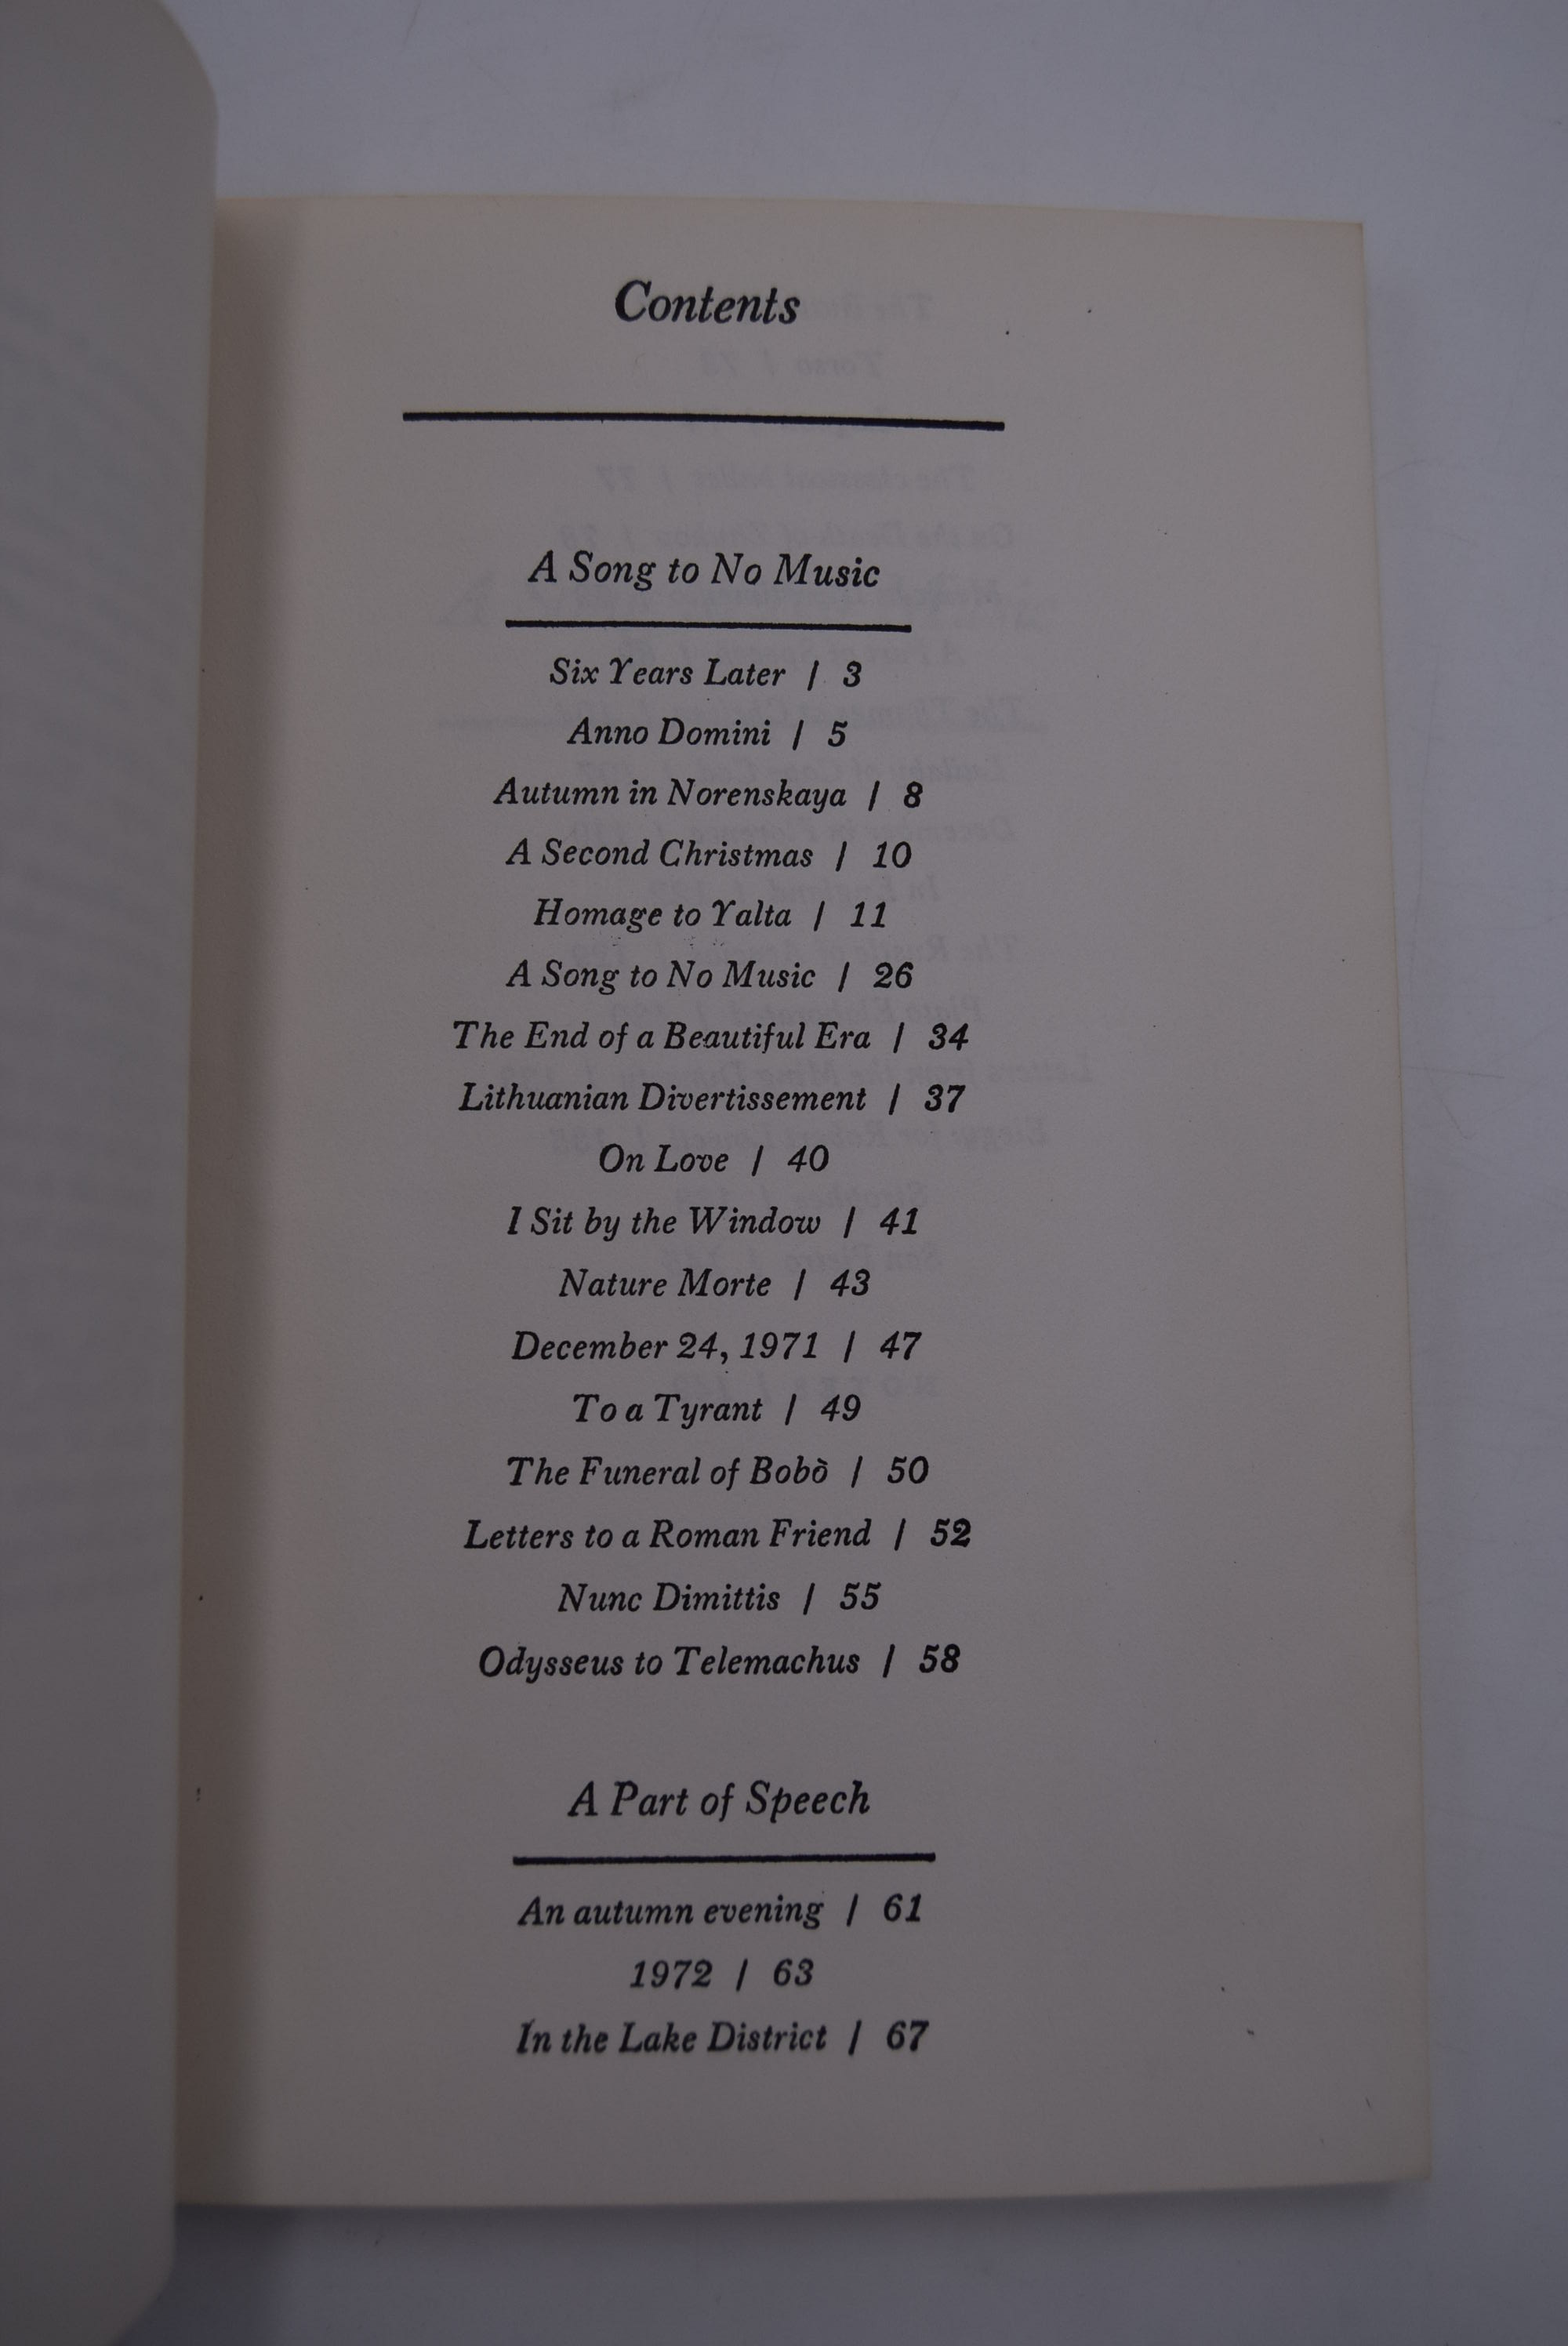 Contents
A Song to No Music
Six Years Later | 3
Anno Domini | 5
Autumn in Norenskaya | 8
A Second Christmas | 10
Homage to Yalta | 11
A Song to No Music | 26
The End of a Beautiful Era | 34
Lithuanian Divertissement | 37
On Love | 40
I Sit by the Window | 41
Nature Morte | 43
December 24, 1971 | 47
To a Tyrant | 49
The Funeral of Bobò | 50
Letters to a Roman Friend | 52
Nunc Dimittis | 55
Odysseus to Telemachus | 58
A Part of Speech
An autumn evening | 61
1972 | 63
In the Lake District | 67